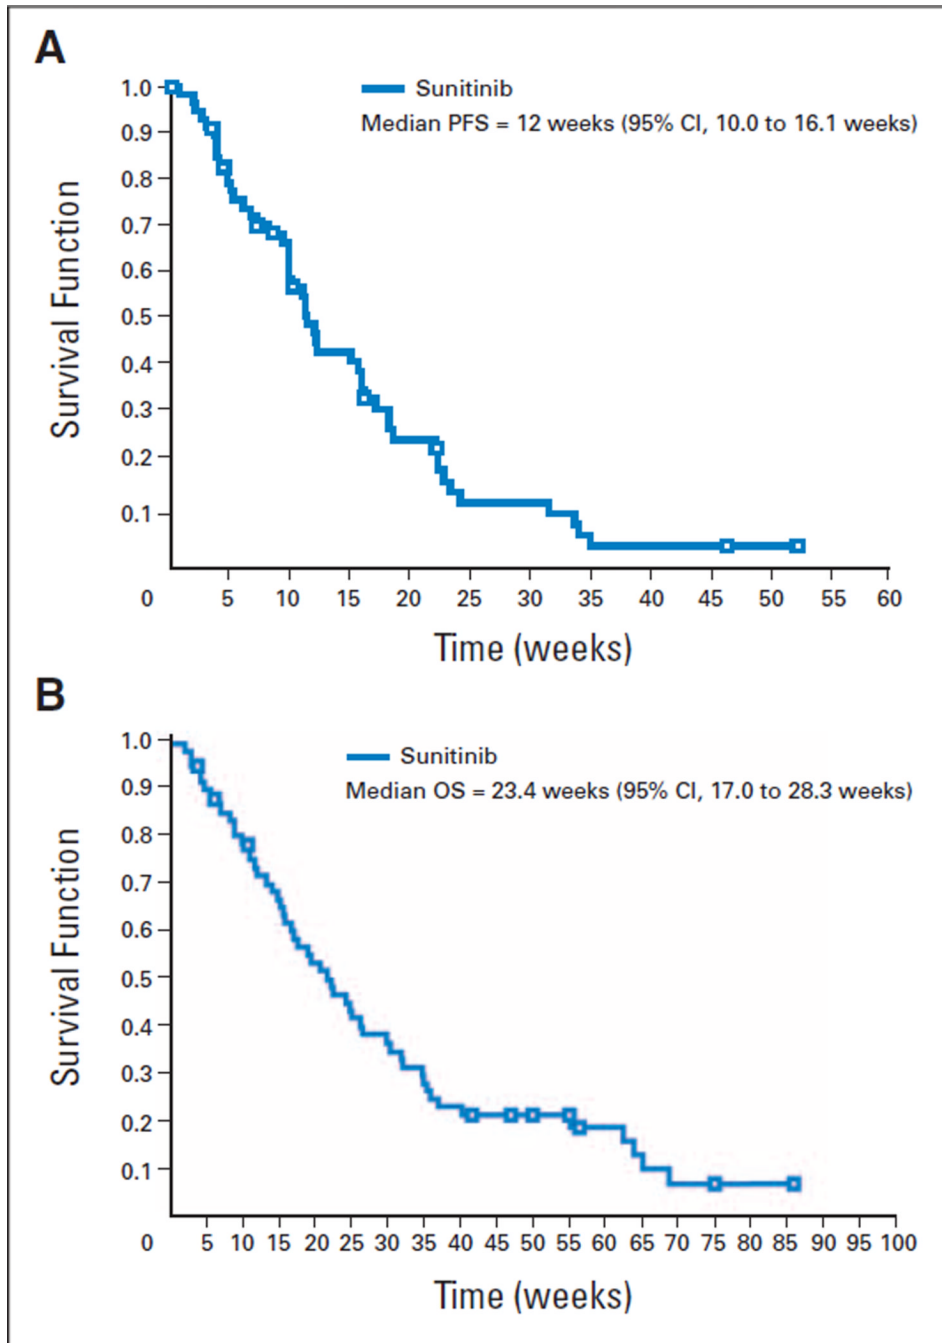 A
Sunitinib
Median PFS = 12 weeks (95% CI, 10.0 to 16.1 weeks)
Survival Function
1.0
0.9
0.8
0.7
0.6
0.5
0.4
0.3
0.2
0.1
0 5 10 15 20 25 30 35 40 45 50 55 60
Time (weeks)
B
Sunitinib
Median OS = 23.4 weeks (95% CI, 17.0 to 28.3 weeks)
Survival Function
1.0
0.9
0.8
0.7
0.6
0.5
0.4
0.3
0.2
0.1
0 5 10 15 20 25 30 35 40 45 50 55 60 65 70 75 80 85 90 95 100
Time (weeks)